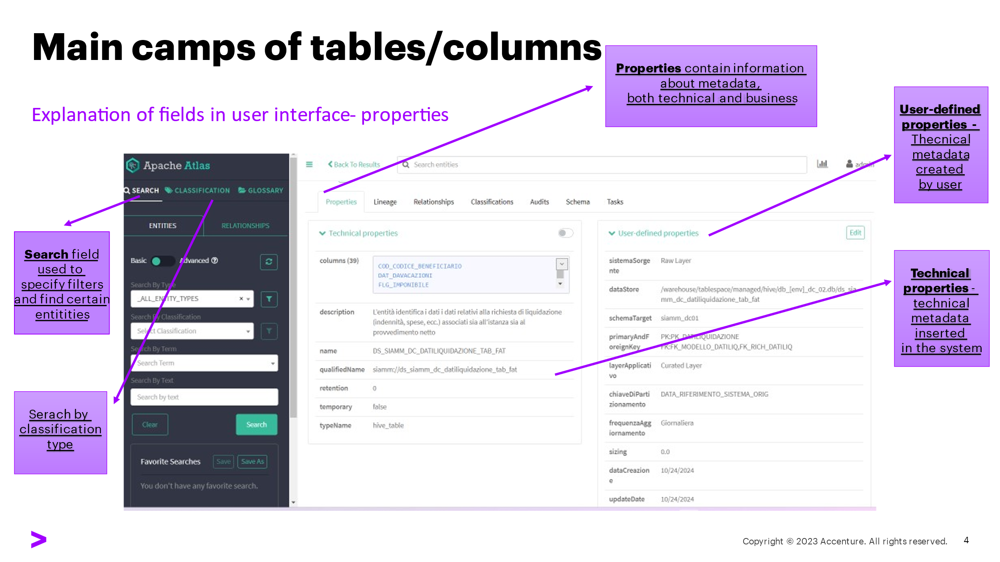 Main camps of tables/columns
Explanation of fields in user interface- properties
Properties contain information
about metadata,
both technical and business
User-defined
properties -
Thecnical
metadata
created
by user
Technical
properties -
technical
metadata
inserted
in the system
Search field
used to
specify filters
and find certain
entitities
Serach by
classification
type
Apache Atlas
SEARCH CLASSIFICATION GLOSSARY
ENTITIES RELATIONSHIPS
Basic Advanced
Search By Type
_ALL_ENTITY_TYPES
Search By Classification
Select Classification
Search By Term
Search Term
Search By Text
Search by text
Clear Search
Favorite Searches Save Save As
You don't have any favorite search.
Back To Results Search entities admin
Properties Lineage Relationships Classifications Audits Schema Tasks
Technical properties
columns (39) COD_CODICE_BENEFICIARIO
DAT_DAVACAZIONI
FLG_IMPONIBILE
description L'entità identifica i dati i dati relativi alla richiesta di liquidazione
(indennità, spese, ecc.) associati sia all'istanza sia al
provvedimento netto
name DS_SIAMM_DC_DATILIQUIDAZIONE_TAB_FAT
qualifiedName siamm://ds_siamm_dc_datiliquidazione_tab_fat
retention 0
temporary false
typeName hive_table
User-defined properties Edit
sistemaSorge Raw Layer
nte
dataStore /warehouse/tablespace/managed/hive/db_[env]_dc_02.db/ds_sia
mm_dc_datiliquidazione_tab_fat
schemaTarget siamm_dc01
primaryAndF PK:PK_DATILIQUIDAZIONE
oreignKey FK:FK_MODELLO_DATILIQ,FK_RICH_DATILIQ
layerApplicati Curated Layer
vo
chiaveDiParti DATA_RIFERIMENTO_SISTEMA_ORIG
zionamento
frequenzaAgg Giornaliera
iornamento
sizing 0.0
dataCreazion 10/24/2024
e
updateDate 10/24/2024
Copyright © 2023 Accenture. All rights reserved. 4